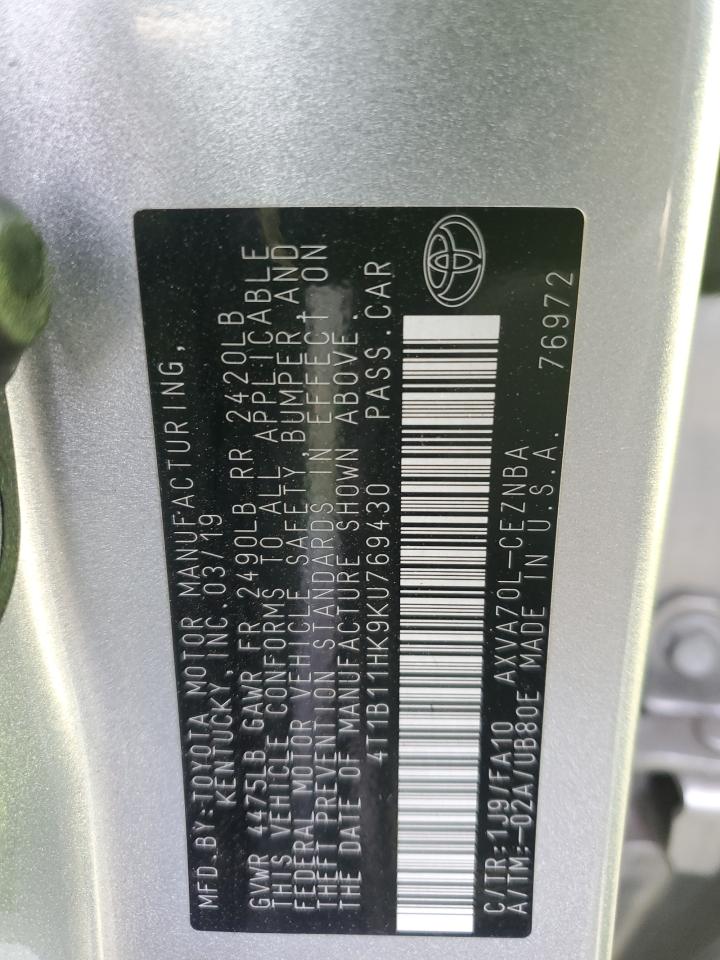 MFD.BY:TOYOTA MOTOR MANUFACTURING,
KENTUCKY, INC. 03/19
GVWR 4475LB GAWR FR 2490LB RR 2420LB
THIS VEHICLE CONFORMS TO ALL APPLICABLE
FEDERAL MOTOR VEHICLE SAFETY, BUMPER AND
THEFT PREVENTION STANDARDS IN EFFECT ON
THE DATE OF MANUFACTURE SHOWN ABOVE.
4T1B11HK9KU769430 PASS.CAR
C/TR:1J9/FA10 AXVA70L-CEZNBA 76972
A/TM:-02A/UB80E MADE IN U.S.A.